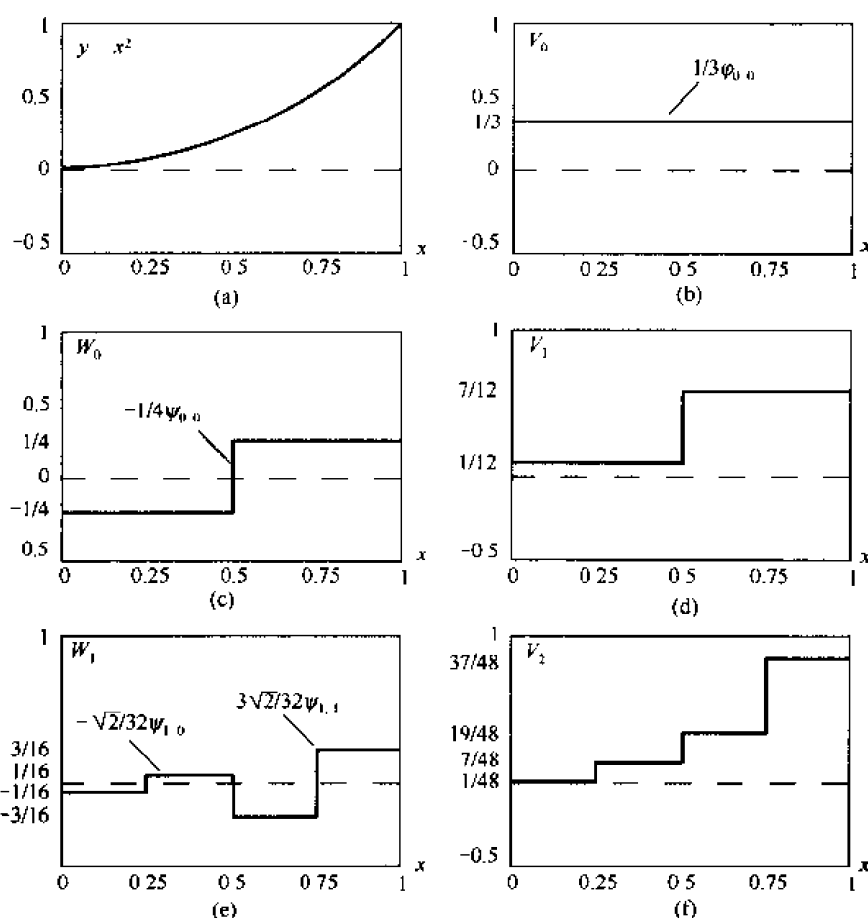 1
y x²
0.5
0
−0 5
0
0 25
0 5
0.75
1
x
(a)
1
V₀
1/3φ₀ ₀
0.5
1/3
0
-0.5
0
0.25
0 5
0.75
1
x
(b)
1
W₀
0.5
−1/4ψ₀ ₀
1/4
0
−1/4
0.5
0
0 25
0.5
0.75
1
x
(c)
1
V₁
7/12
1/12
−0.5
0
0 25
0 5
0.75
1
x
(d)
1
W₁
−√2/32ψ₁ ₀
3√2/32ψ₁, ₁
3/16
1/16
−1/16
−3/16
0
0 25
0.5
0.75
1
x
(e)
1
V₂
37/48
19/48
7/48
1/48
−0.5
0
0 25
0 5
0.75
1
x
(f)